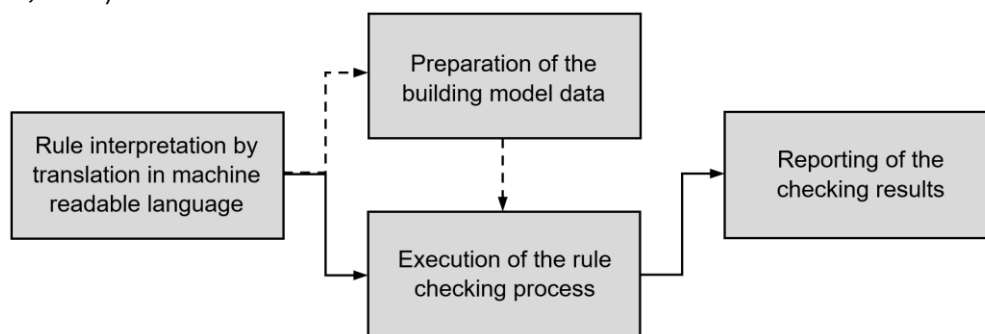 Preparation of the
building model data
Rule interpretation by
translation in machine
readable language
Execution of the rule
checking process
Reporting of the
checking results